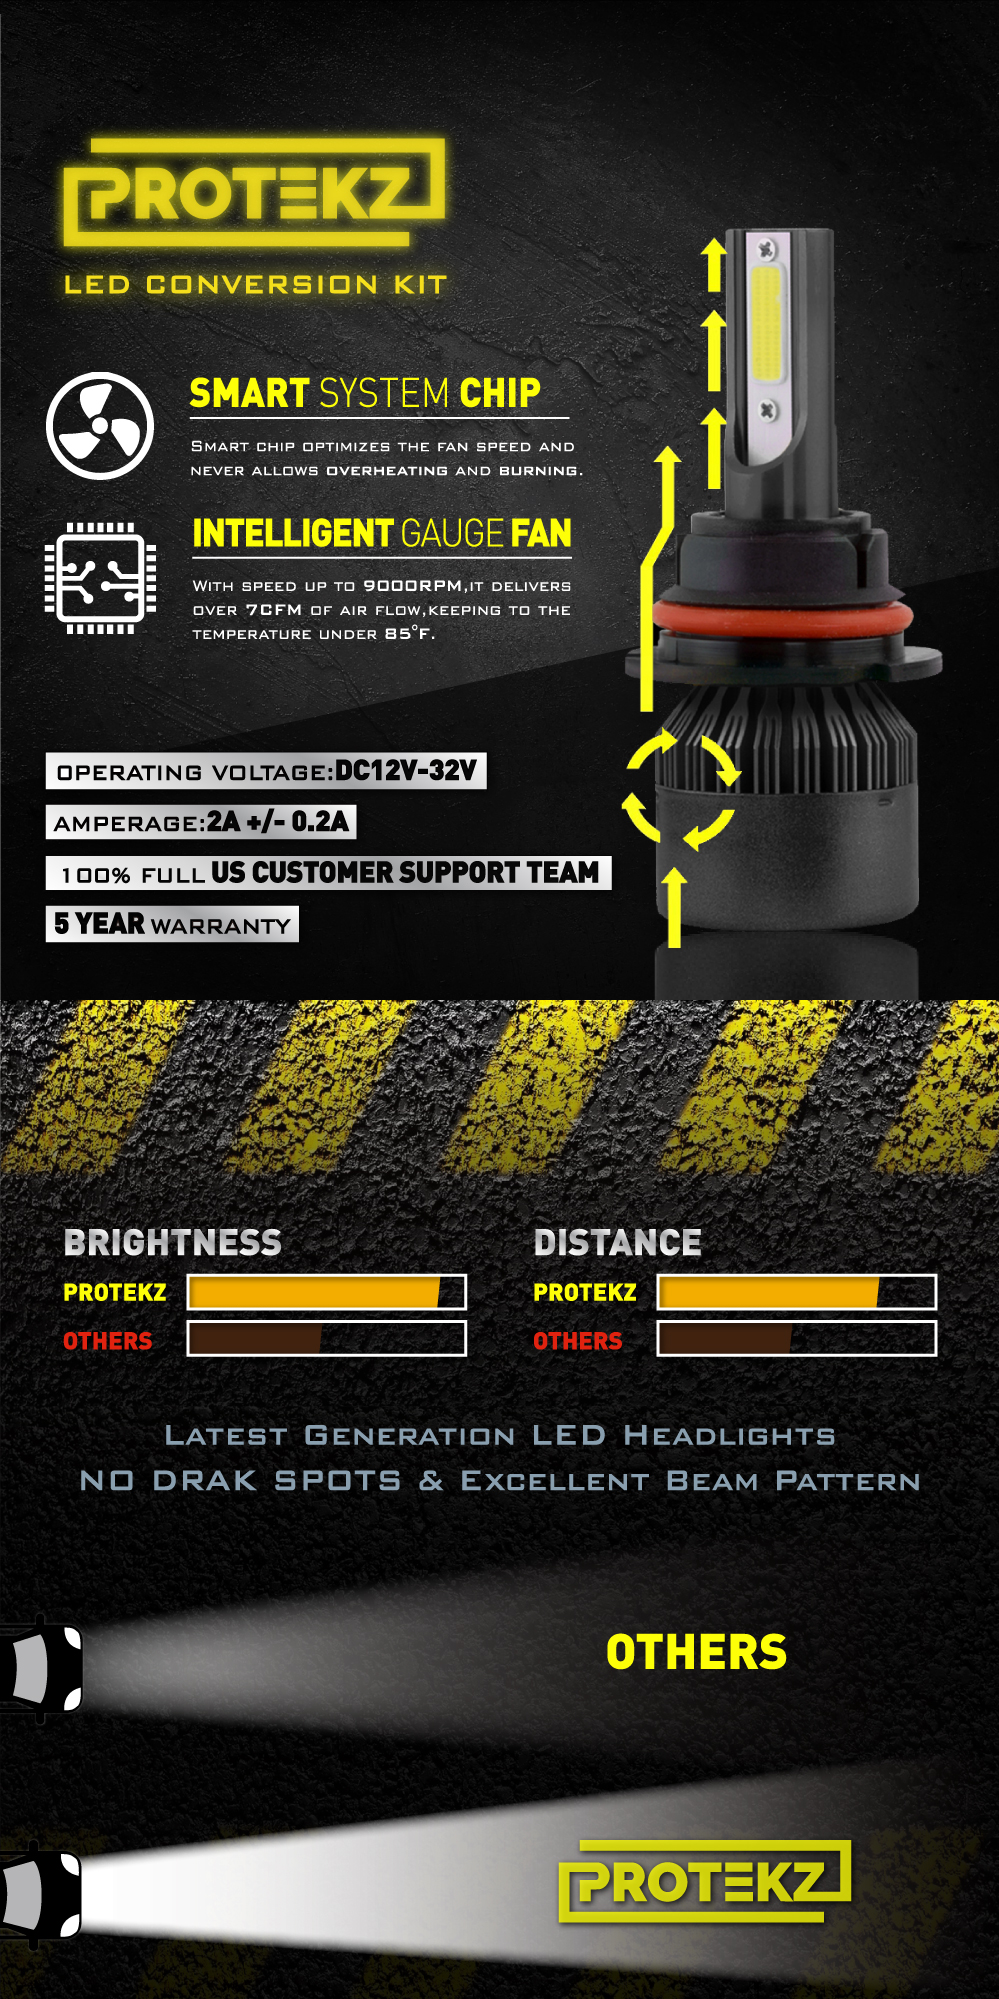 PROTEKZ
LED CONVERSION KIT
SMART SYSTEM CHIP
SMART CHIP OPTIMIZES THE FAN SPEED AND
NEVER ALLOWS OVERHEATING AND BURNING.
INTELLIGENT GAUGE FAN
WITH SPEED UP TO 9000RPM,IT DELIVERS
OVER 7CFM OF AIR FLOW,KEEPING TO THE
TEMPERATURE UNDER 85°F.
OPERATING VOLTAGE:DC12V-32V
AMPERAGE:2A +/- 0.2A
100% FULL US CUSTOMER SUPPORT TEAM
5 YEAR WARRANTY
BRIGHTNESS
PROTEKZ
OTHERS
DISTANCE
PROTEKZ
OTHERS
LATEST GENERATION LED HEADLIGHTS
NO DRAK SPOTS & EXCELLENT BEAM PATTERN
OTHERS
PROTEKZ